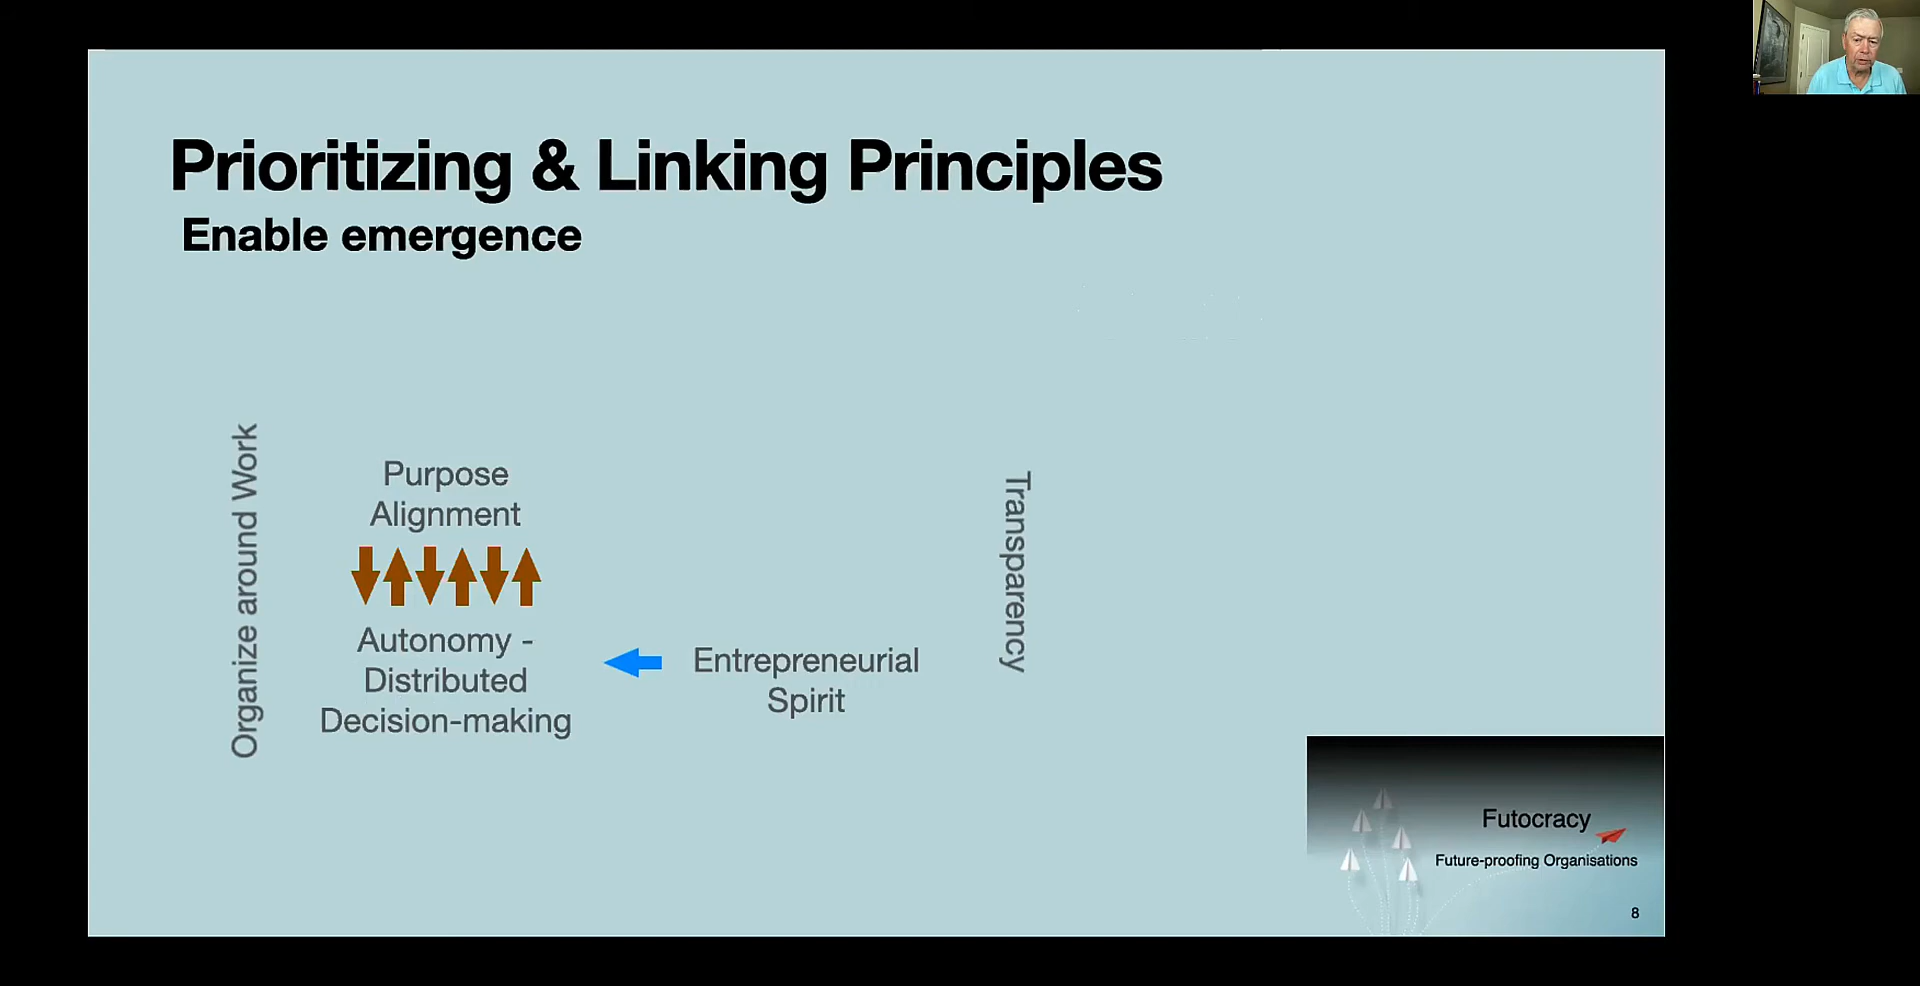 Prioritizing & Linking Principles
Enable emergence
Organize around Work
Purpose
Alignment
Autonomy -
Distributed
Decision-making
Entrepreneurial
Spirit
Transparency
Futocracy
Future-proofing Organisations
8